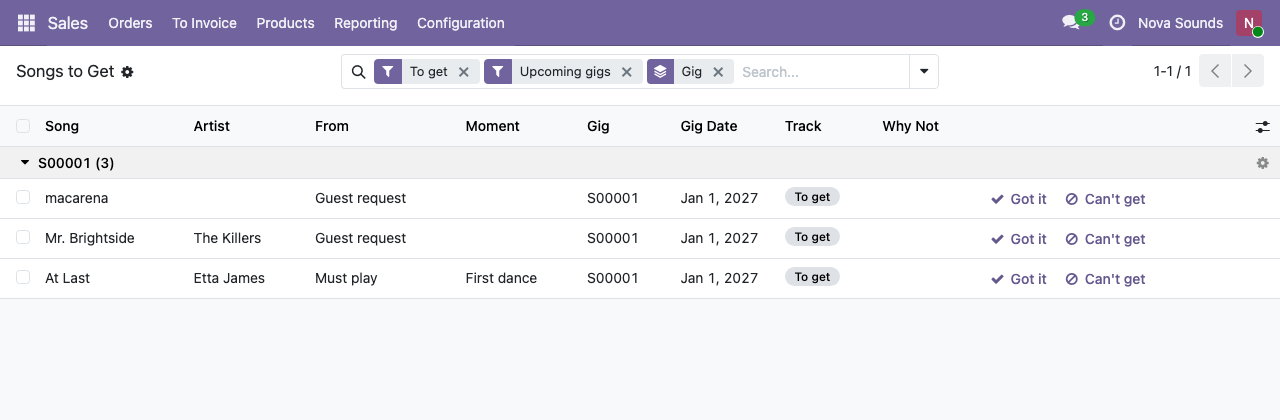 Sales Orders To Invoice Products Reporting Configuration 3 Nova Sounds N
Songs to Get To get Upcoming gigs Gig Search... 1-1 / 1
Song Artist From Moment Gig Gig Date Track Why Not
S00001 (3)
macarena Guest request S00001 Jan 1, 2027 To get Got it Can't get
Mr. Brightside The Killers Guest request S00001 Jan 1, 2027 To get Got it Can't get
At Last Etta James Must play First dance S00001 Jan 1, 2027 To get Got it Can't get